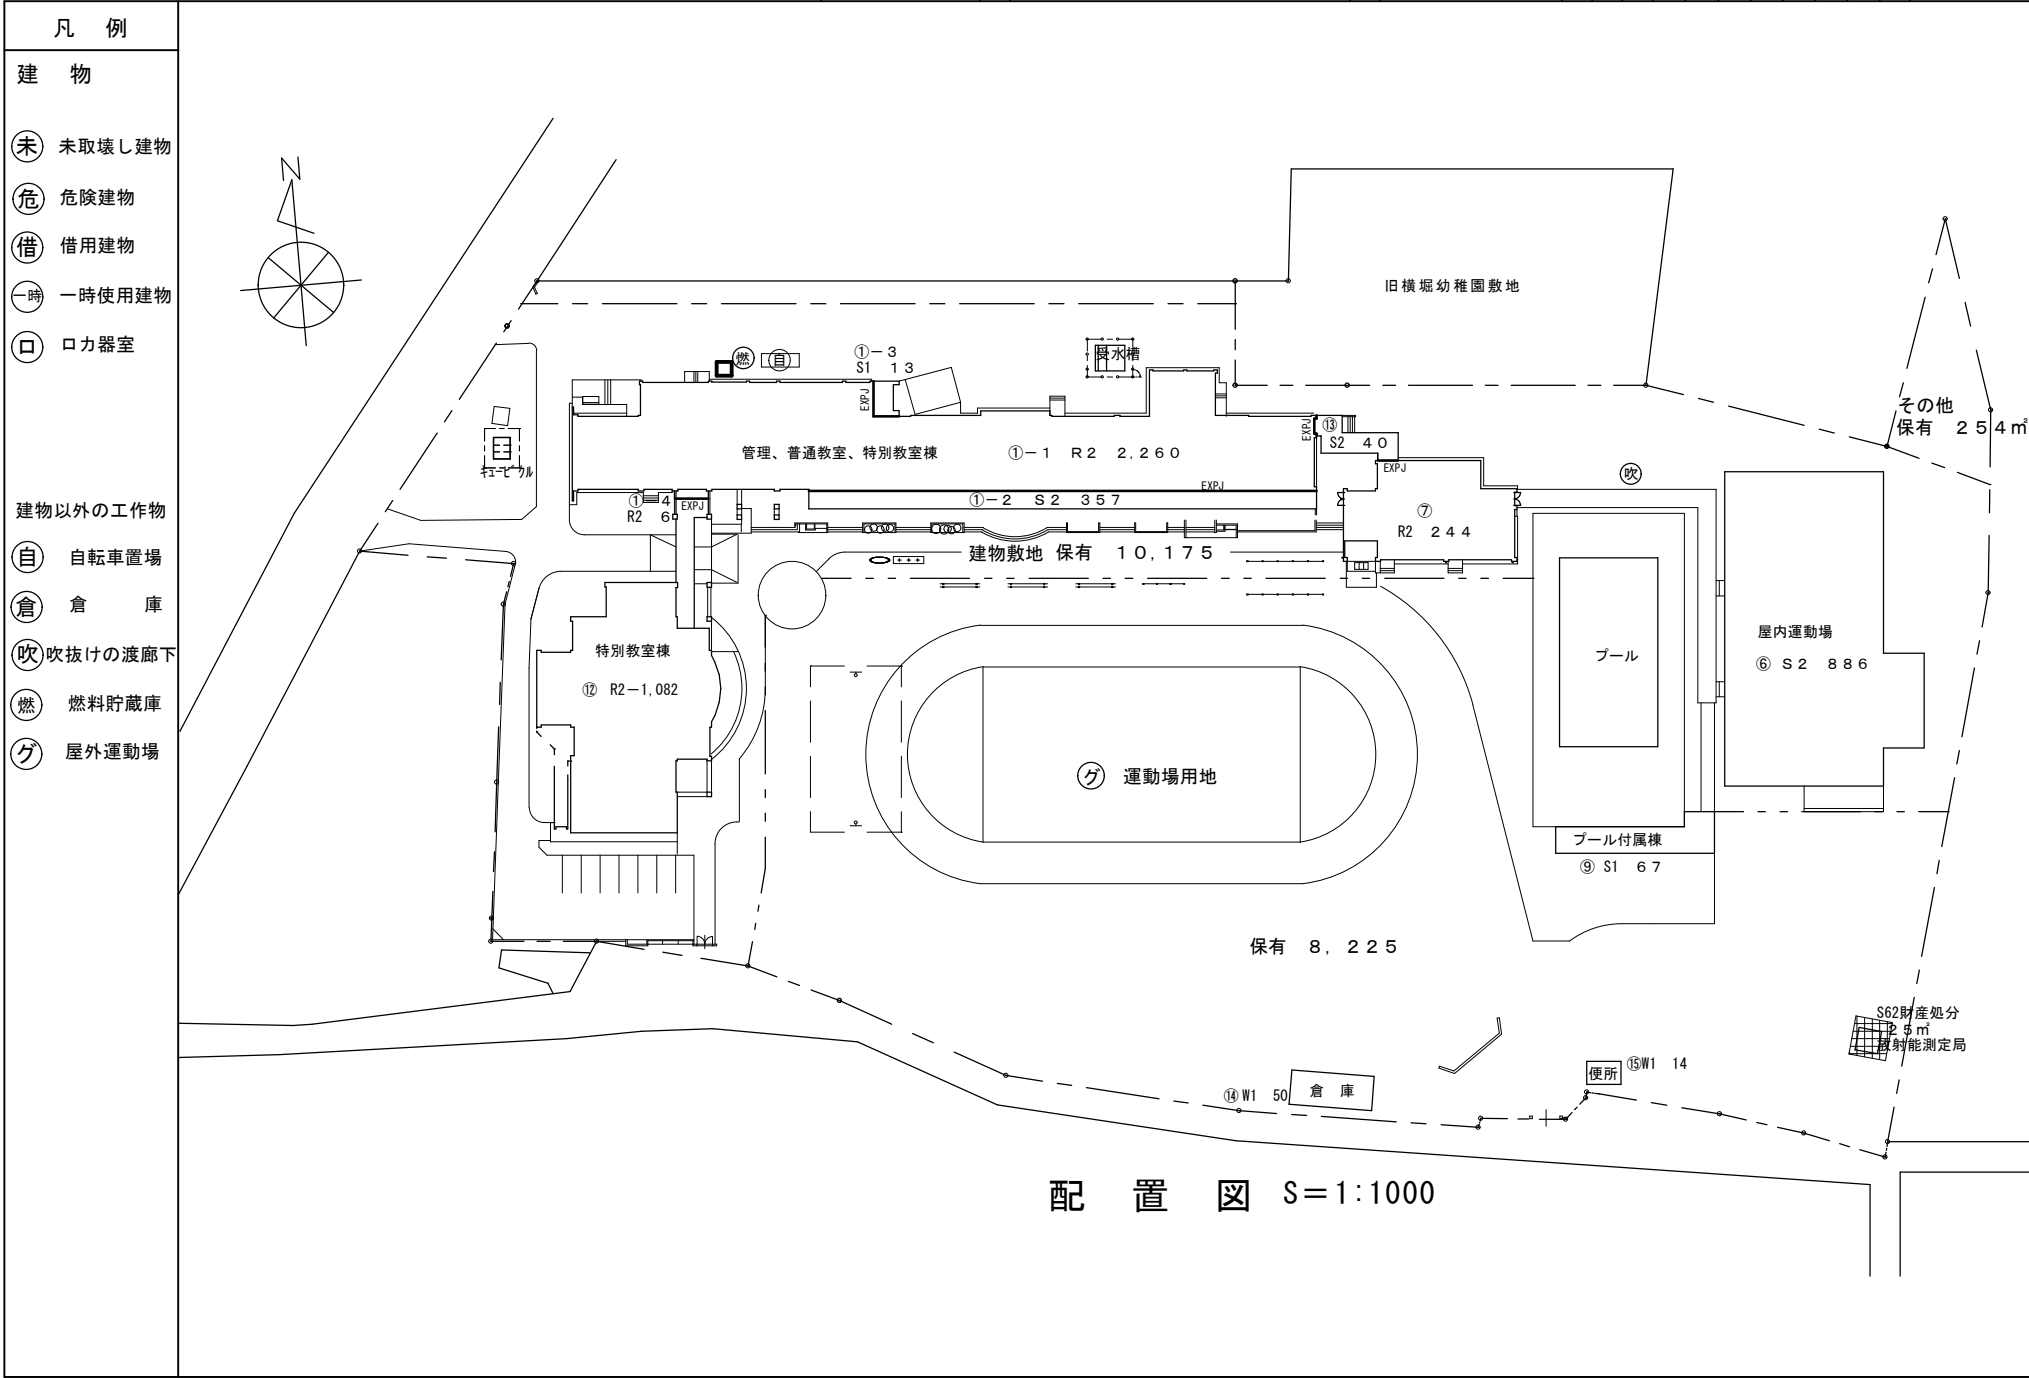 凡　例
建　物
未 未取壊し建物
危 危険建物
借 借用建物
一時 一時使用建物
ロ ロカ器室
建物以外の工作物
自 自転車置場
倉 倉　　庫
吹 吹抜けの渡廊下
燃 燃料貯蔵庫
グ 屋外運動場
N
旧横堀幼稚園敷地
燃 自
①－3
S1　13
受水槽
EXPJ
その他
保有　254㎡
キュービクル
管理、普通教室、特別教室棟　①－1　R2　2,260
EXPJ
⑬
S2　40
EXPJ
吹
①　4
R2　6
EXPJ
①－2　S2　357
EXPJ
⑦
R2　244
建物敷地 保有　10,175
特別教室棟
⑫ R2－1,082
プール
屋内運動場
⑥ S2　886
グ 運動場用地
プール付属棟
⑨ S1　67
保有　8,225
S62財産処分
25㎡
放射能測定局
⑭ W1　50
倉　庫
便所
⑮W1　14
配　置　図　S＝1:1000